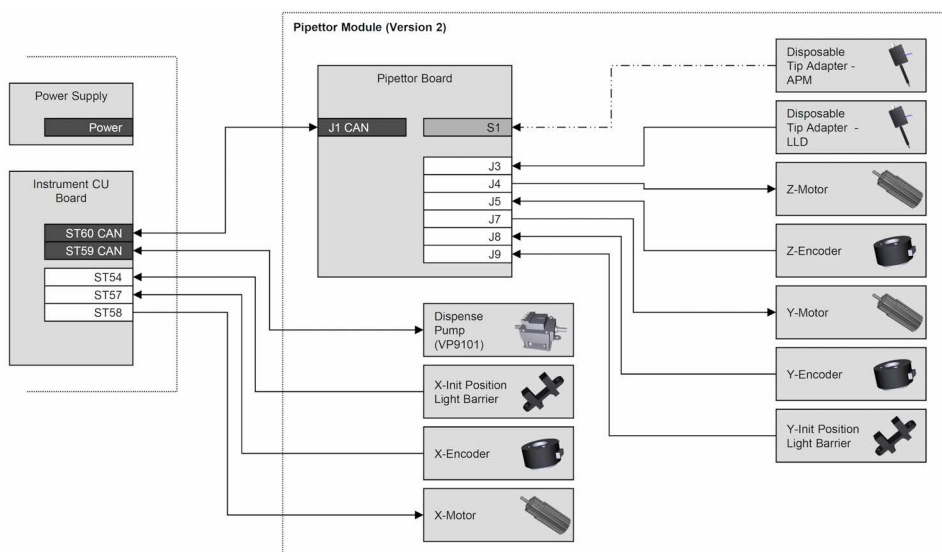 Pipettor Module (Version 2)
Power Supply
Power
Instrument CU
Board
ST60 CAN
ST59 CAN
ST54
ST57
ST58
Pipettor Board
J1 CAN
S1
J3
J4
J5
J7
J8
J9
Dispense
Pump
(VP9101)
X-Init Position
Light Barrier
X-Encoder
X-Motor
Disposable
Tip Adapter -
APM
Disposable
Tip Adapter -
LLD
Z-Motor
Z-Encoder
Y-Motor
Y-Encoder
Y-Init Position
Light Barrier